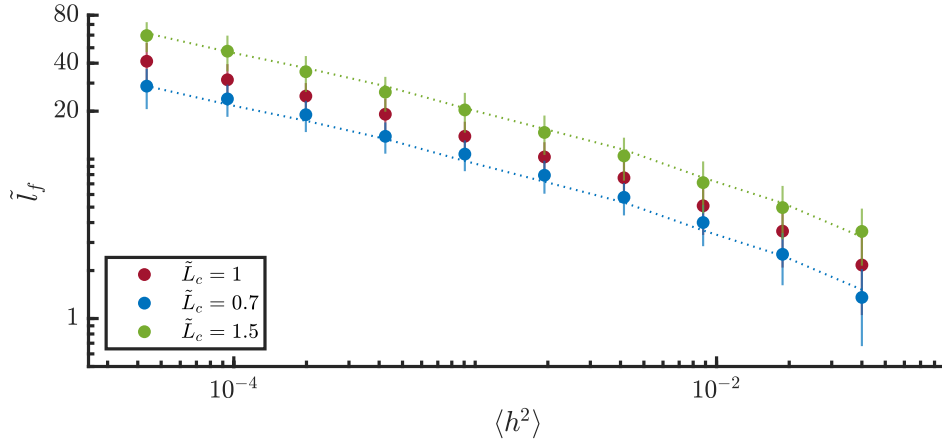 80
40
20
1
l̃_f
L̃_c = 1
L̃_c = 0.7
L̃_c = 1.5
10^{-4}
10^{-2}
⟨h^2⟩